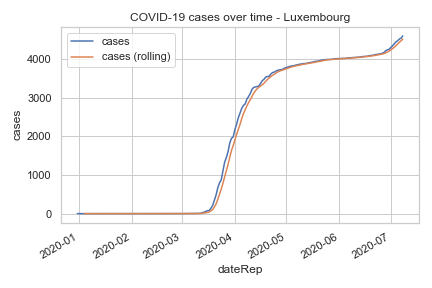 COVID-19 cases over time - Luxembourg
cases
cases (rolling)
4000
3000
2000
1000
0
cases
2020-01
2020-02
2020-03
2020-04
2020-05
2020-06
2020-07
dateRep